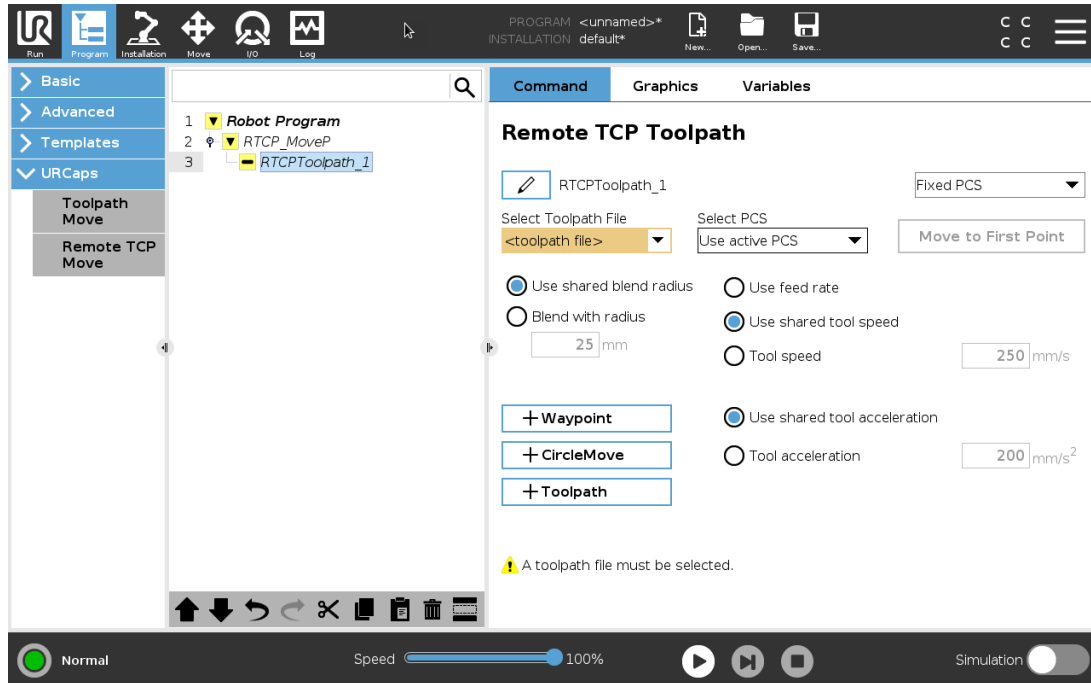 UR
PROGRAM <unnamed>*
INSTALLATION default*
C C
C C
Run
Program
Installation
Move
I/O
Log
New...
Open...
Save...
Basic
Advanced
Templates
URCaps
Toolpath
Move
Remote TCP
Move
1 Robot Program
2 RTCP_MoveP
3 RTCPToolpath_1
Command
Graphics
Variables
Remote TCP Toolpath
RTCPToolpath_1
Fixed PCS
Select Toolpath File
Select PCS
<toolpath file>
Use active PCS
Move to First Point
Use shared blend radius
Use feed rate
Blend with radius
Use shared tool speed
25 mm
Tool speed
250 mm/s
+Waypoint
Use shared tool acceleration
+CircleMove
Tool acceleration
200 mm/s²
+Toolpath
A toolpath file must be selected.
Normal
Speed
100%
Simulation